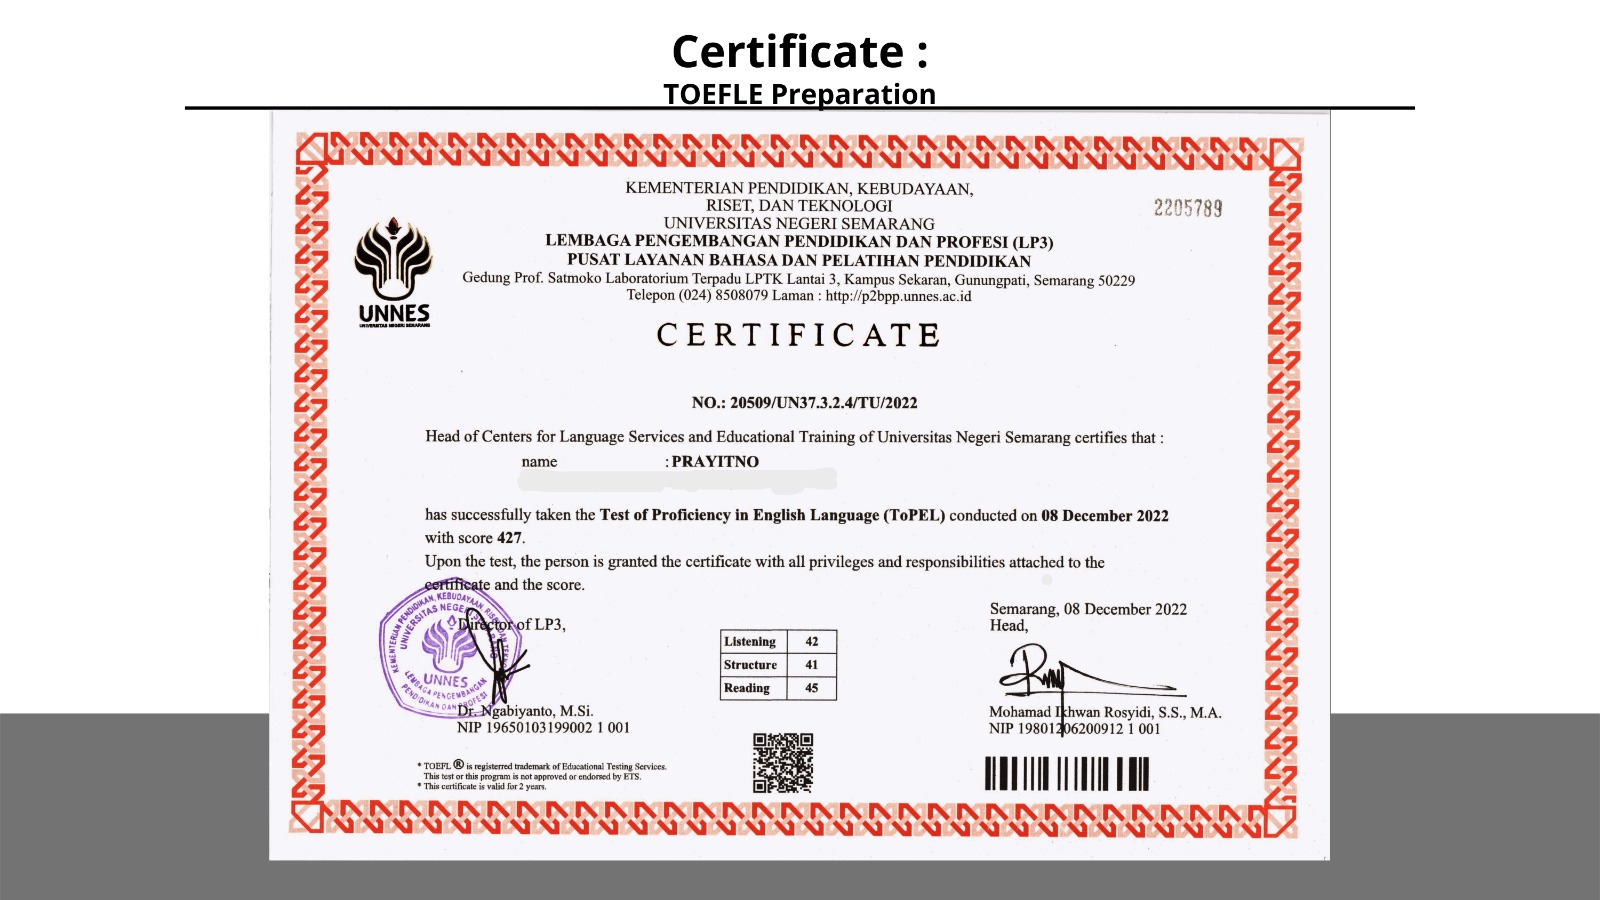 Certificate :
TOEFLE Preparation
KEMENTERIAN PENDIDIKAN, KEBUDAYAAN,
RISET, DAN TEKNOLOGI
UNIVERSITAS NEGERI SEMARANG
LEMBAGA PENGEMBANGAN PENDIDIKAN DAN PROFESI (LP3)
PUSAT LAYANAN BAHASA DAN PELATIHAN PENDIDIKAN
Gedung Prof. Satmoko Laboratorium Terpadu LPTK Lantai 3, Kampus Sekaran, Gunungpati, Semarang 50229
Telepon (024) 8508079 Laman : http://p2bpp.unnes.ac.id
2205789
UNNES
UNIVERSITAS NEGERI SEMARANG
CERTIFICATE
NO.: 20509/UN37.3.2.4/TU/2022
Head of Centers for Language Services and Educational Training of Universitas Negeri Semarang certifies that :
name : PRAYITNO
has successfully taken the Test of Proficiency in English Language (ToPEL) conducted on 08 December 2022
with score 427.
Upon the test, the person is granted the certificate with all privileges and responsibilities attached to the
certificate and the score.
Director of LP3,
KEMENTERIAN PENDIDIKAN, KEBUDAYAAN, RISET, DAN
UNIVERSITAS NEGERI
UNNES
LEMBAGA PENGEMBANGAN
PENDIDIKAN DAN PROFESI
Dr. Ngabiyanto, M.Si.
NIP 19650103199002 1 001
Listening 42
Structure 41
Reading 45
Semarang, 08 December 2022
Head,
Mohamad Ikhwan Rosyidi, S.S., M.A.
NIP 19801206200912 1 001
* TOEFL ® is registerred trademark of Educational Testing Services.
This test or this program is not approved or endorsed by ETS.
* This certificate is valid for 2 years.